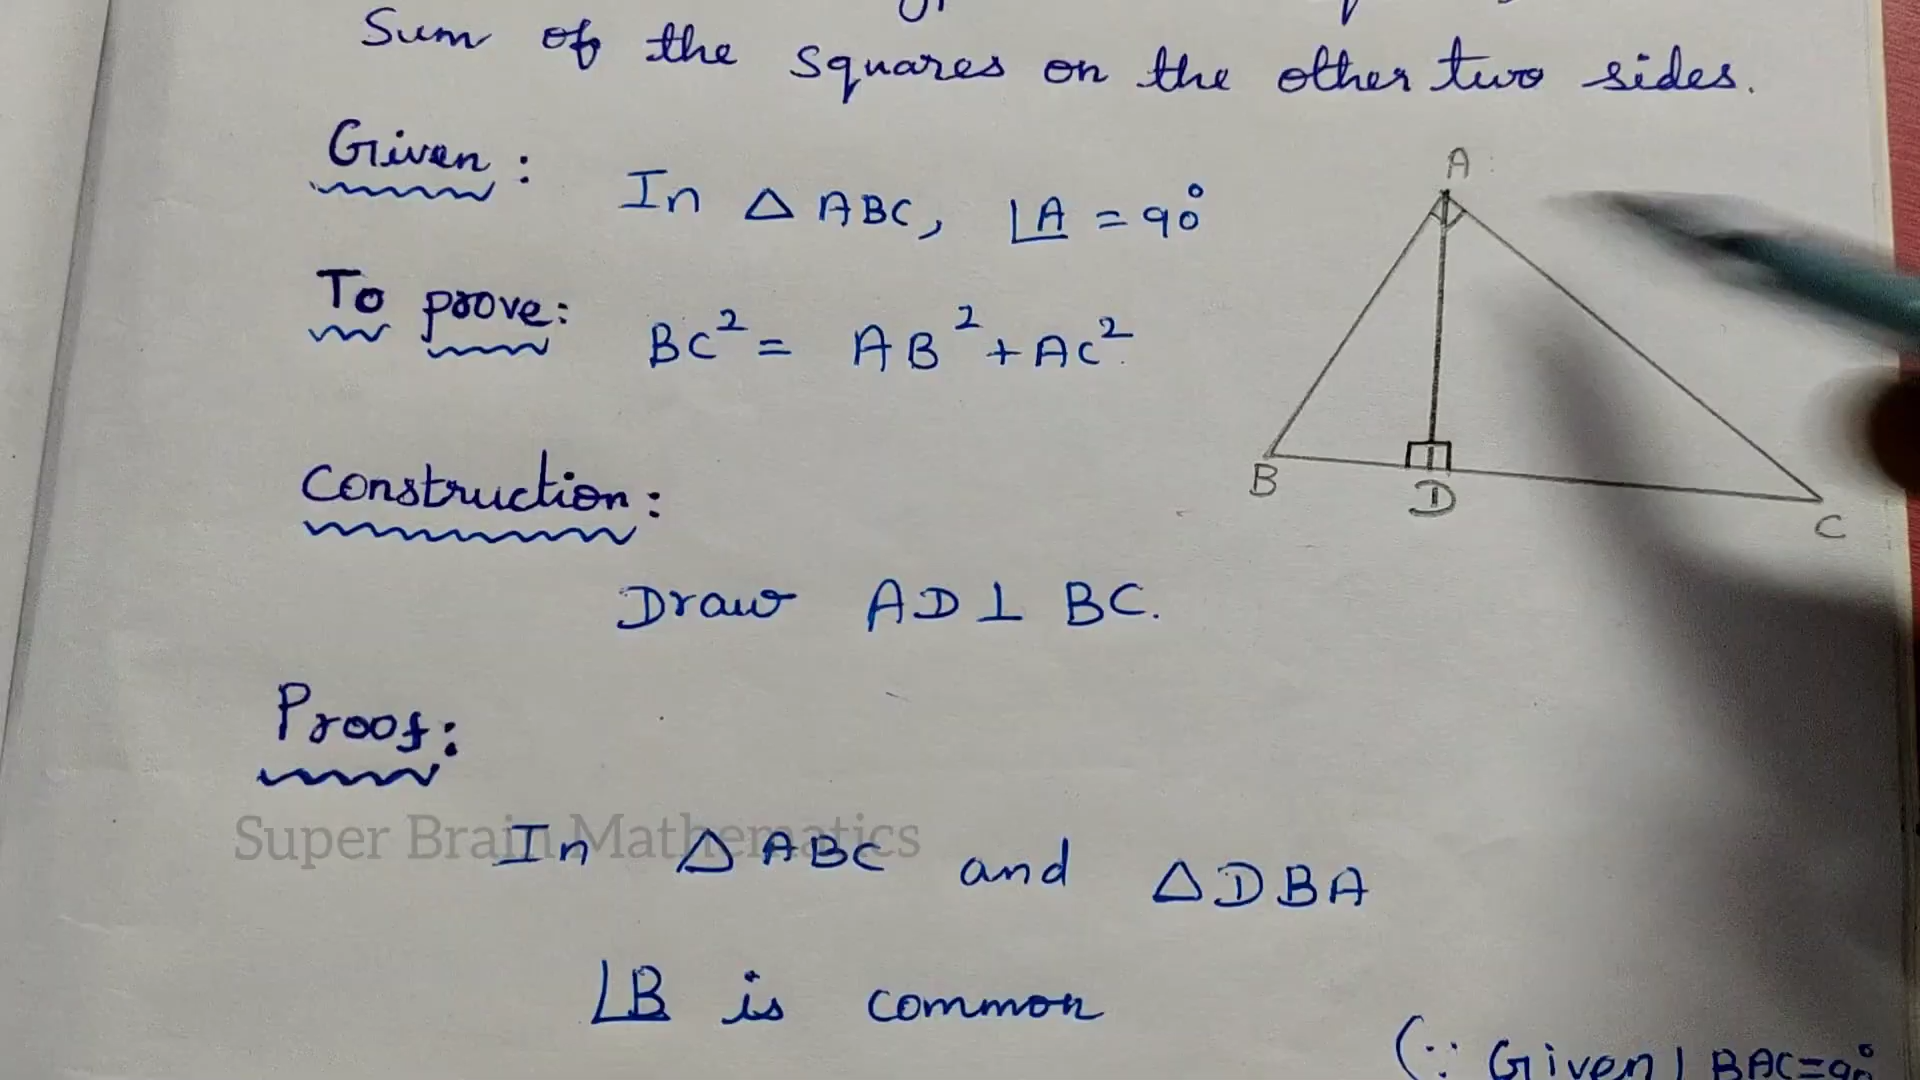 Sum of the squares on the other two sides.
Given: In △ ABC, ∟A = 90°
To prove: BC² = AB² + AC²
A
B
D
C
Construction:
Draw AD ⊥ BC.
Proof:
Super Brain Mathematics
In △ ABC and △ DBA
∟B is common
(∵ Given ∟BAC = 90°